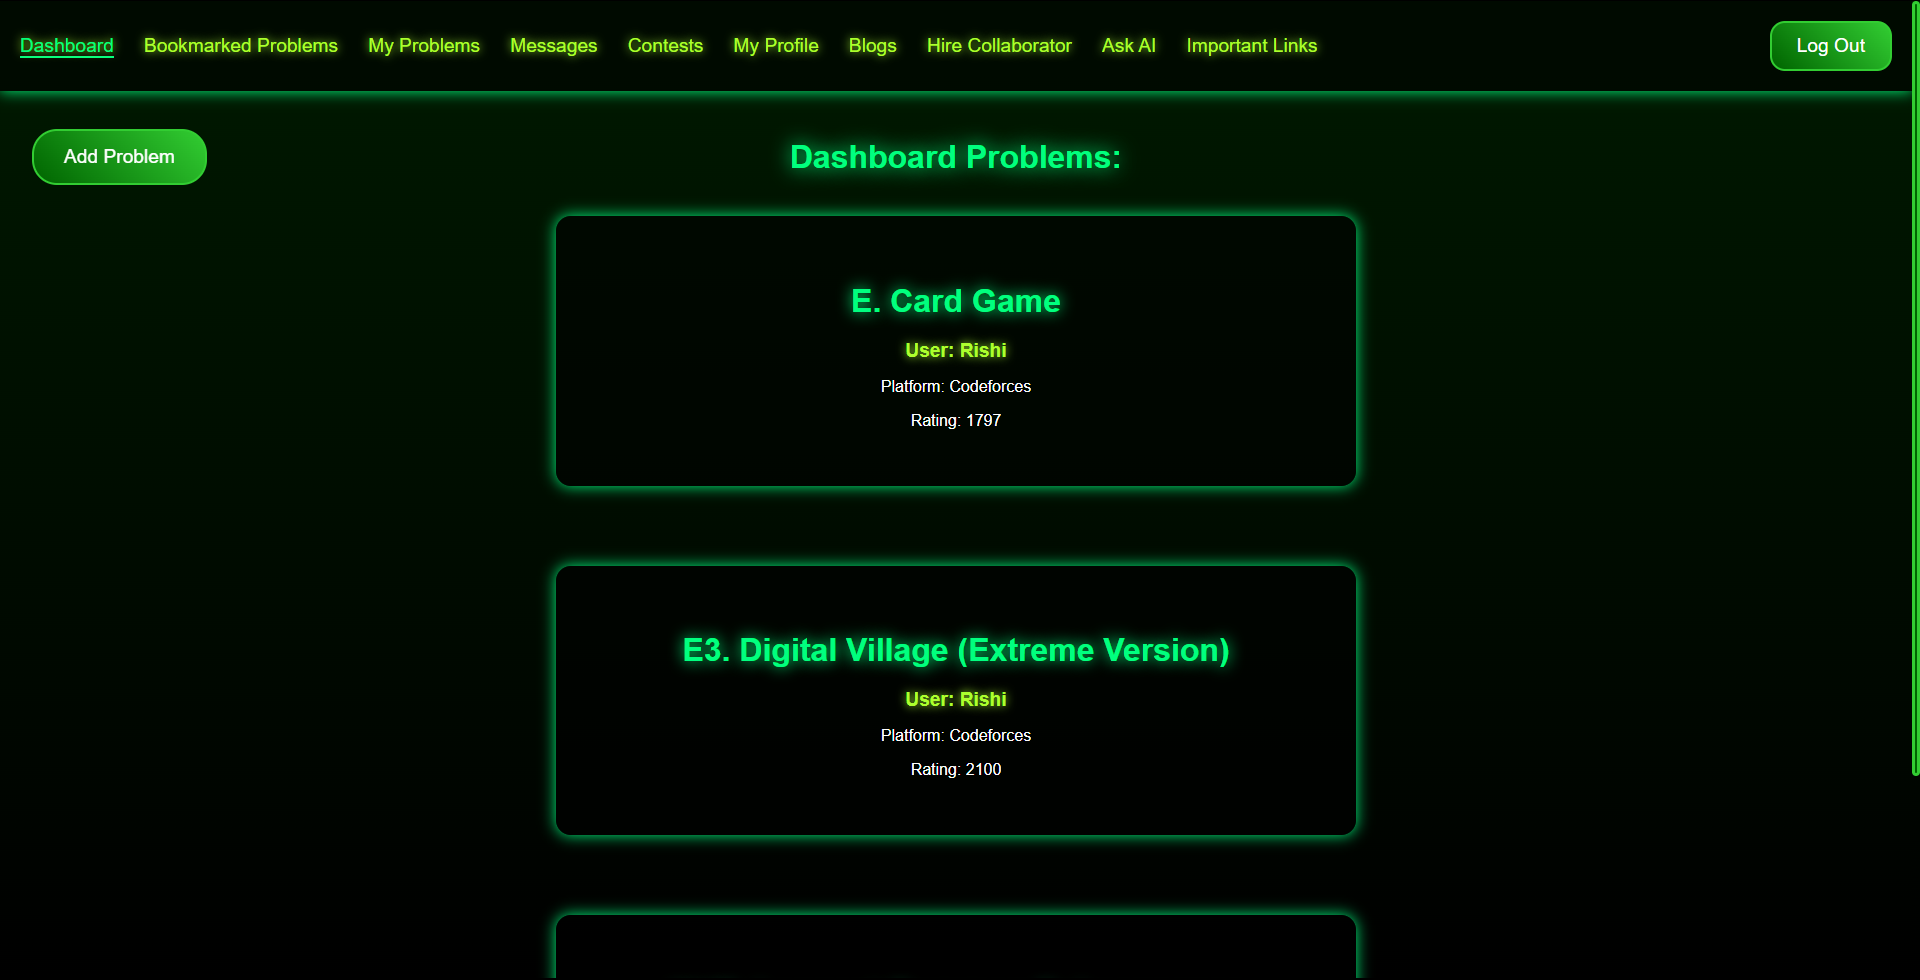 Dashboard Bookmarked Problems My Problems Messages Contests My Profile Blogs Hire Collaborator Ask AI Important Links Log Out
Add Problem
Dashboard Problems:
E. Card Game
User: Rishi
Platform: Codeforces
Rating: 1797
E3. Digital Village (Extreme Version)
User: Rishi
Platform: Codeforces
Rating: 2100